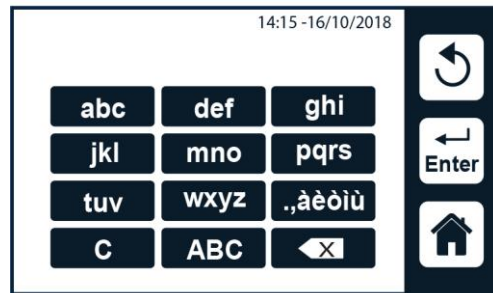 14:15 -16/10/2018
abc def ghi
jkl mno pqrs
Enter
tuv wxyz .,àèòìù
C ABC X